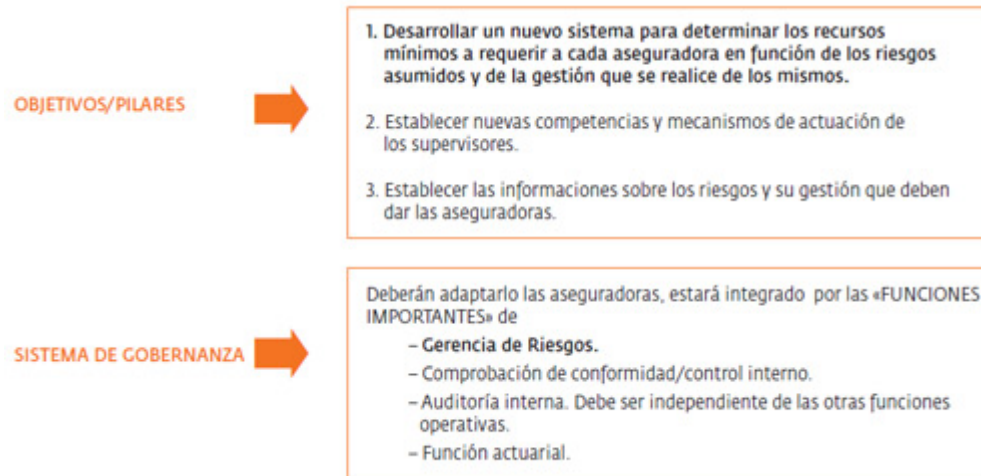 OBJETIVOS/PILARES
1. Desarrollar un nuevo sistema para determinar los recursos
mínimos a requerir a cada aseguradora en función de los riesgos
asumidos y de la gestión que se realice de los mismos.
2. Establecer nuevas competencias y mecanismos de actuación de
los supervisores.
3. Establecer las informaciones sobre los riesgos y su gestión que deben
dar las aseguradoras.
SISTEMA DE GOBERNANZA
Deberán adaptarlo las aseguradoras, estará integrado por las «FUNCIONES
IMPORTANTES» de
– Gerencia de Riesgos.
– Comprobación de conformidad/control interno.
– Auditoría interna. Debe ser independiente de las otras funciones
operativas.
– Función actuarial.